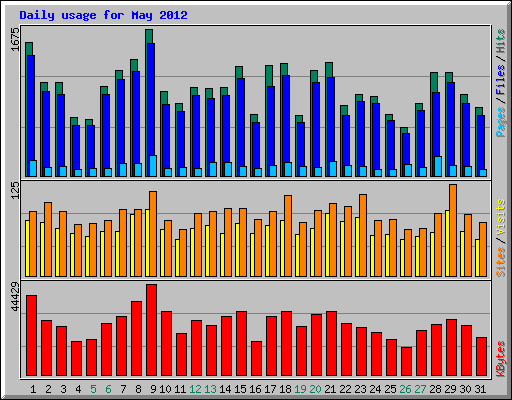 Daily usage for May 2012
1675
Pages / Files / Hits
125
Sites / Visits
44429
KBytes
1 2 3 4 5 6 7 8 9 10 11 12 13 14 15 16 17 18 19 20 21 22 23 24 25 26 27 28 29 30 31